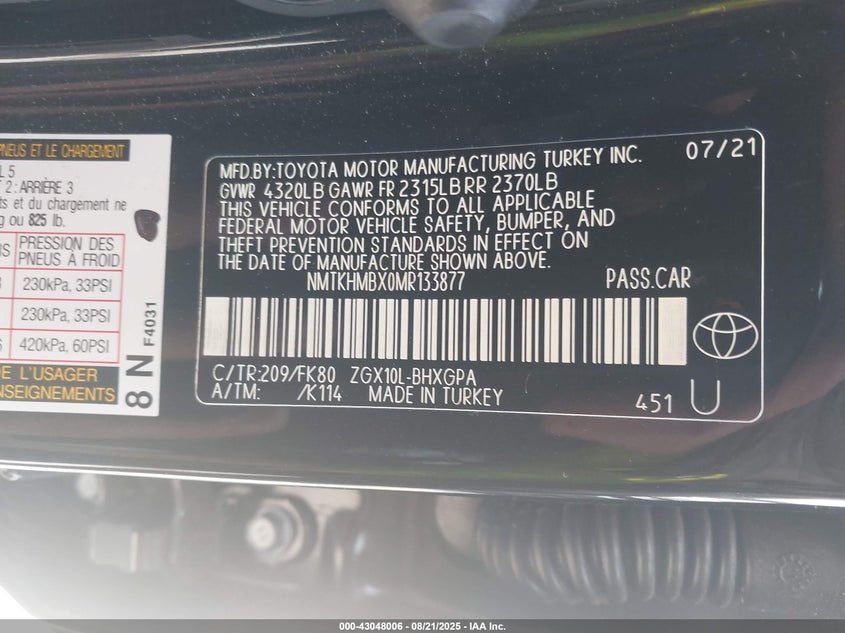 PNEUS ET LE CHARGEMENT
L 5
2 : ARRIÈRE 3
ts et du chargement ne
g ou 825 lb.
PRESSION DES
PNEUS À FROID
230kPa, 33PSI
230kPa, 33PSI
420kPa, 60PSI
DE L'USAGER
ENSEIGNEMENTS
8 N F4031
MFD.BY:TOYOTA MOTOR MANUFACTURING TURKEY INC. 07/21
GVWR 4320LB GAWR FR 2315LB RR 2370LB
THIS VEHICLE CONFORMS TO ALL APPLICABLE
FEDERAL MOTOR VEHICLE SAFETY, BUMPER, AND
THEFT PREVENTION STANDARDS IN EFFECT ON
THE DATE OF MANUFACTURE SHOWN ABOVE.
NMTKHMBX0MR133877 PASS.CAR
C/TR:209/FK80 ZGX10L-BHXGPA
A/TM: /K114 MADE IN TURKEY 451 U
000-43048006 - 08/21/2025 - IAA Inc.